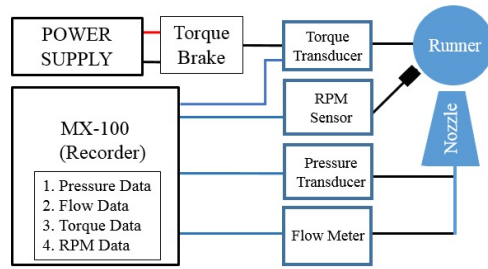 POWER
SUPPLY
Torque
Brake
Torque
Transducer
Runner
RPM
Sensor
Nozzle
MX-100
(Recorder)
1. Pressure Data
2. Flow Data
3. Torque Data
4. RPM Data
Pressure
Transducer
Flow Meter